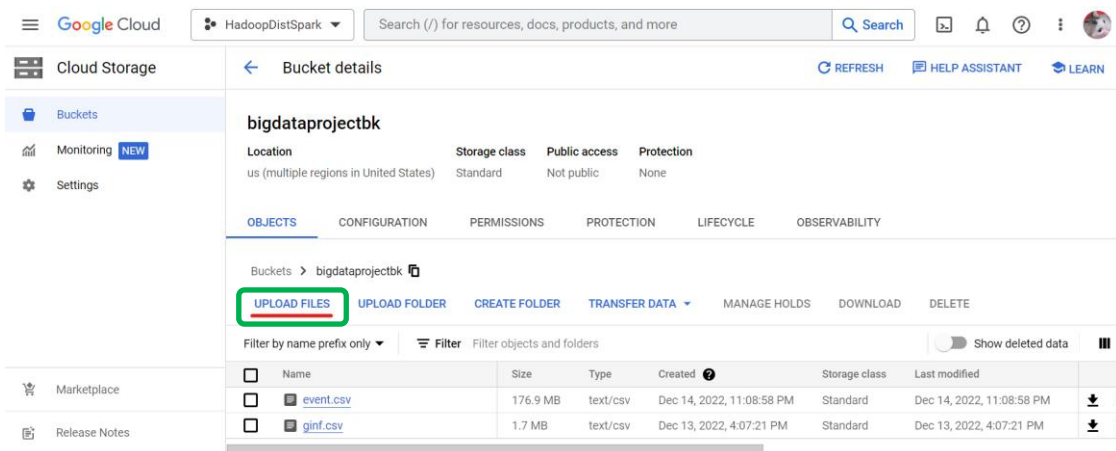 Google Cloud HadoopDistSpark Search (/) for resources, docs, products, and more Search
Cloud Storage Bucket details REFRESH HELP ASSISTANT LEARN
Buckets
Monitoring NEW
Settings
bigdataprojectbk
Location Storage class Public access Protection
us (multiple regions in United States) Standard Not public None
OBJECTS CONFIGURATION PERMISSIONS PROTECTION LIFECYCLE OBSERVABILITY
Buckets > bigdataprojectbk
UPLOAD FILES UPLOAD FOLDER CREATE FOLDER TRANSFER DATA MANAGE HOLDS DOWNLOAD DELETE
Filter by name prefix only Filter Filter objects and folders Show deleted data
Name Size Type Created Storage class Last modified
event.csv 176.9 MB text/csv Dec 14, 2022, 11:08:58 PM Standard Dec 14, 2022, 11:08:58 PM
ginf.csv 1.7 MB text/csv Dec 13, 2022, 4:07:21 PM Standard Dec 13, 2022, 4:07:21 PM
Marketplace
Release Notes